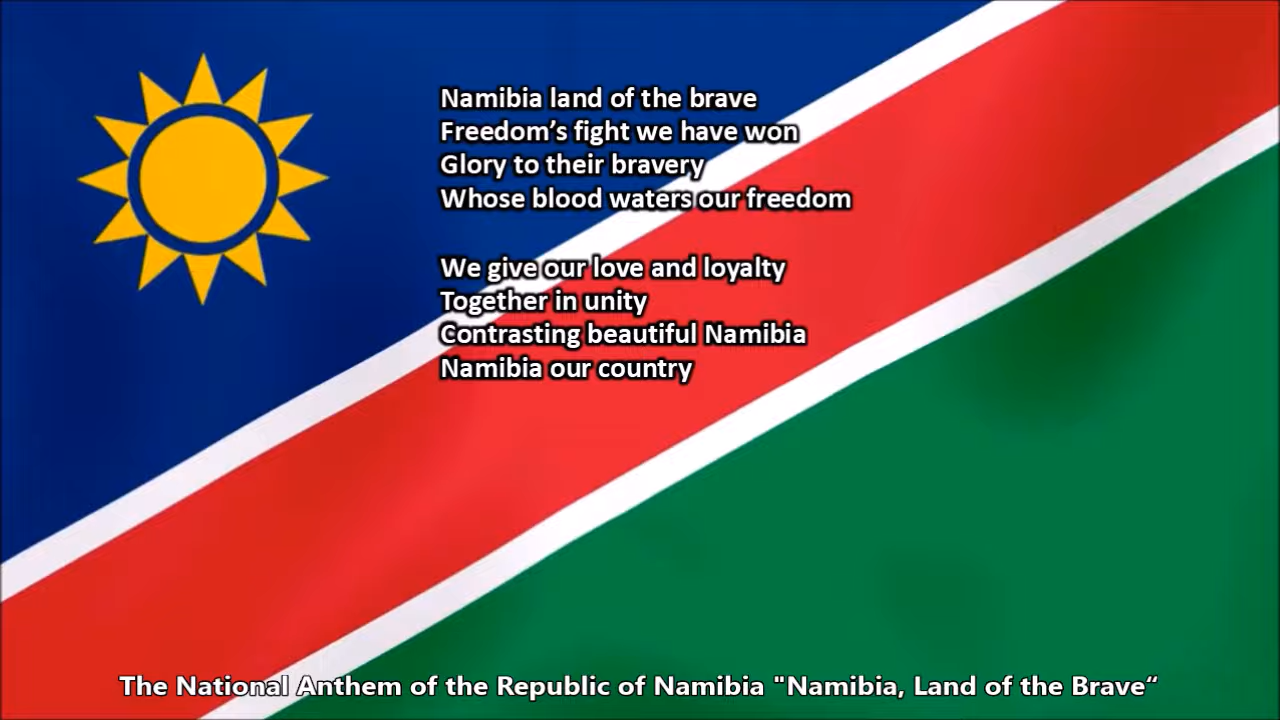 Namibia land of the brave
Freedom’s fight we have won
Glory to their bravery
Whose blood waters our freedom
We give our love and loyalty
Together in unity
Contrasting beautiful Namibia
Namibia our country
The National Anthem of the Republic of Namibia "Namibia, Land of the Brave“